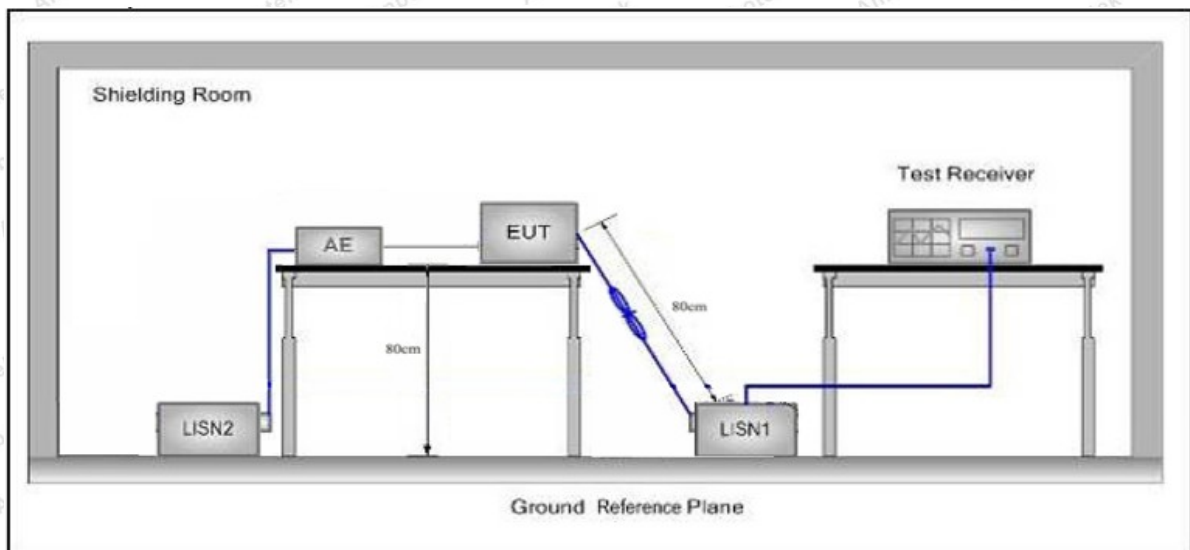 Shielding Room
Test Receiver
AE
EUT
80cm
80cm
LISN2
LISN1
Ground Reference Plane